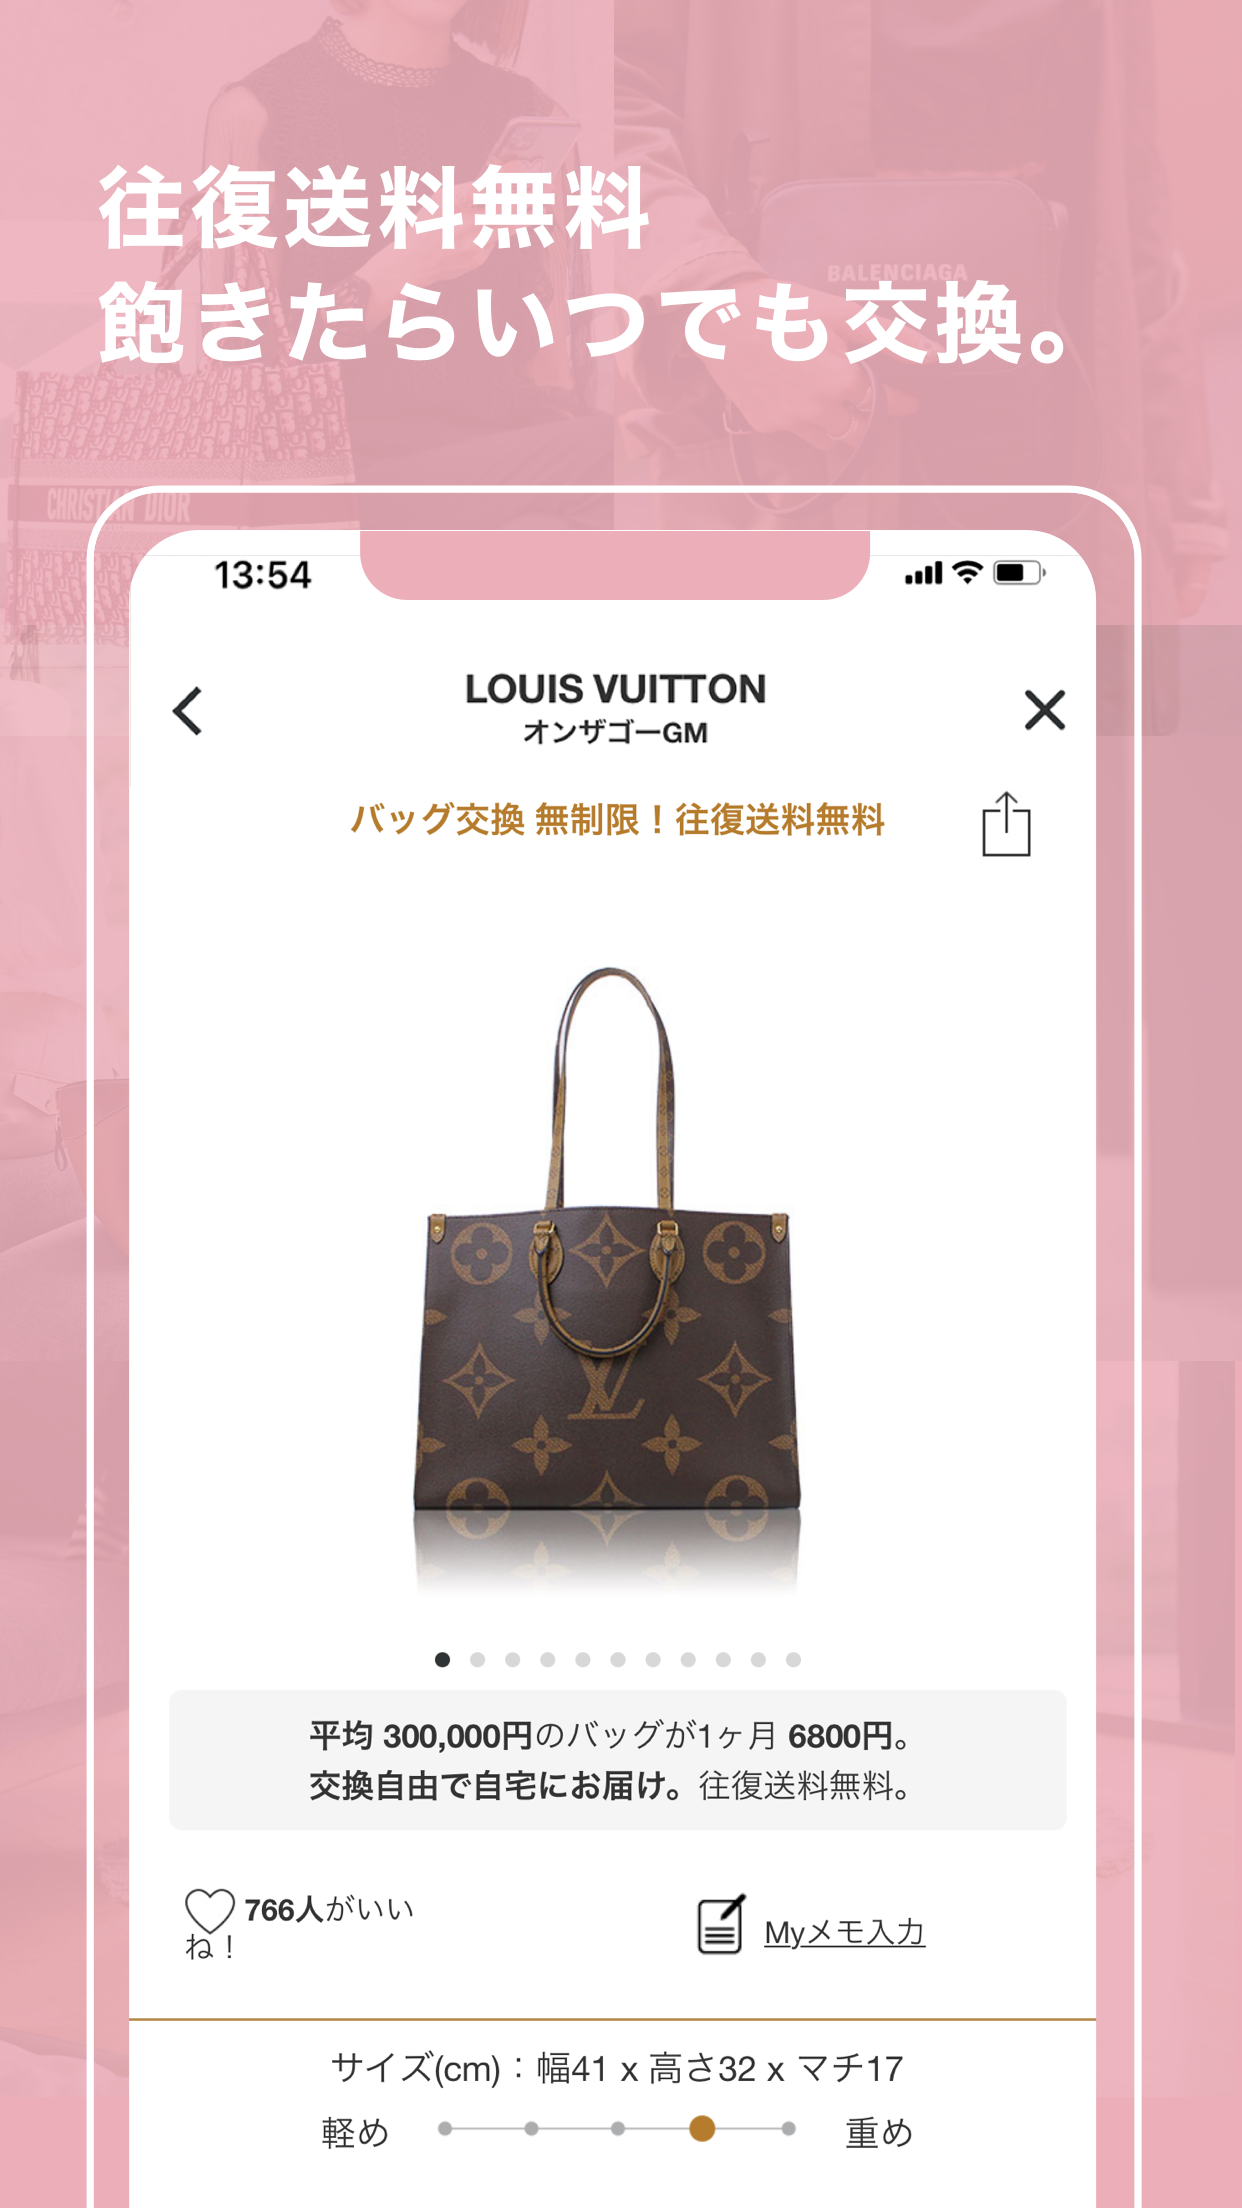 往復送料無料
飽きたらいつでも交換。
BALENCIAGA
CHRISTIAN DIOR
13:54
LOUIS VUITTON
オンザゴーGM
バッグ交換 無制限！往復送料無料
平均 300,000円のバッグが1ヶ月 6800円。
交換自由で自宅にお届け。往復送料無料。
766人がいい
ね！
Myメモ入力
サイズ(cm)：幅41 x 高さ32 x マチ17
軽め 重め